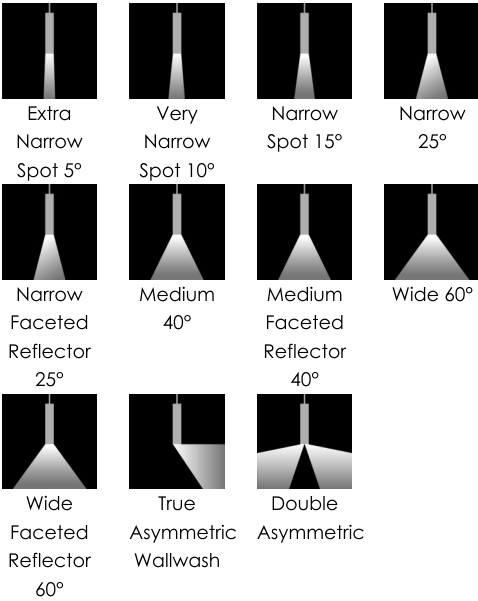 Extra
Narrow
Spot 5°
Very
Narrow
Spot 10°
Narrow
Spot 15°
Narrow
25°
Narrow
Faceted
Reflector
25°
Medium
40°
Medium
Faceted
Reflector
40°
Wide 60°
Wide
Faceted
Reflector
60°
True
Asymmetric
Wallwash
Double
Asymmetric